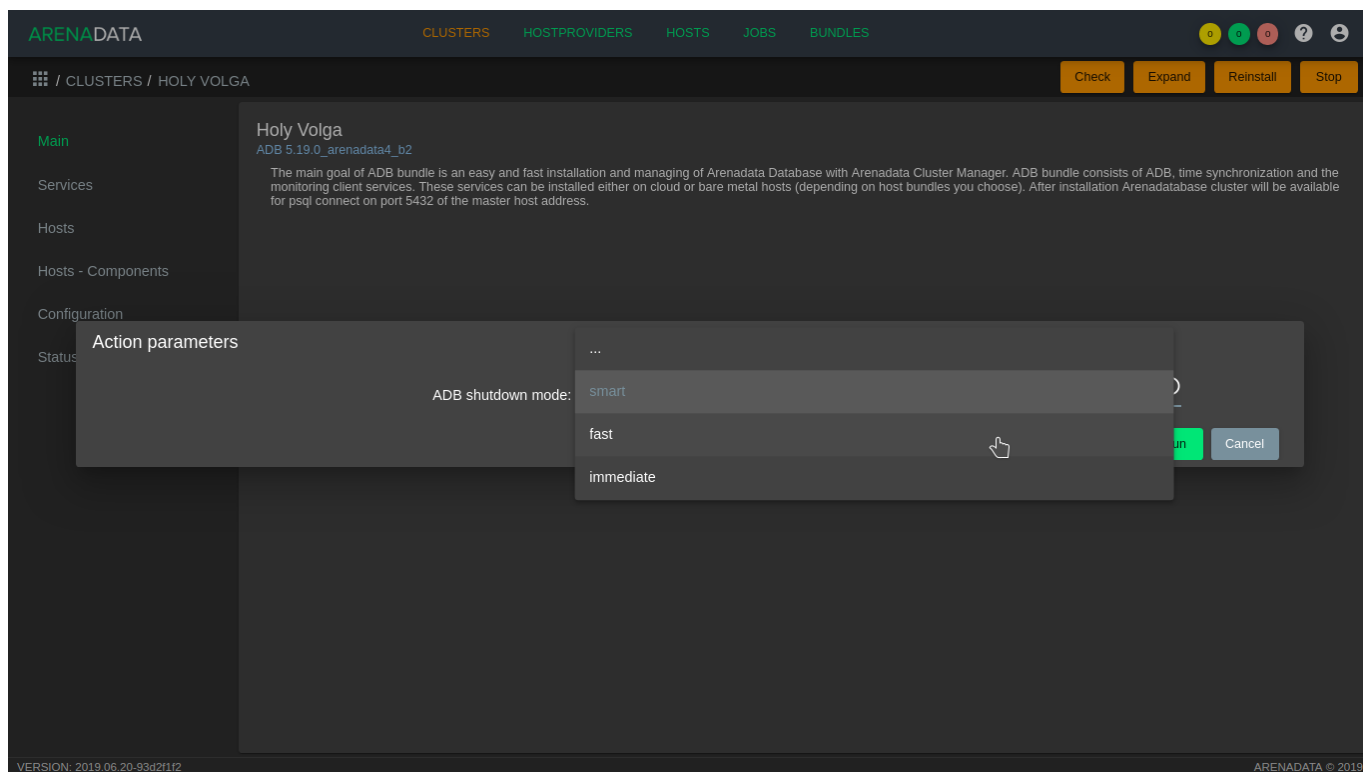 ARENADATA CLUSTERS HOSTPROVIDERS HOSTS JOBS BUNDLES 0 0 0
/ CLUSTERS / HOLY VOLGA Check Expand Reinstall Stop
Main
Services
Hosts
Hosts - Components
Configuration
Status
Holy Volga
ADB 5.19.0_arenadata4_b2
The main goal of ADB bundle is an easy and fast installation and managing of Arenadata Database with Arenadata Cluster Manager. ADB bundle consists of ADB, time synchronization and the
monitoring client services. These services can be installed either on cloud or bare metal hosts (depending on host bundles you choose). After installation Arenadatabase cluster will be available
for psql connect on port 5432 of the master host address.
Action parameters
ADB shutdown mode:
...
smart
fast
immediate
un Cancel
VERSION: 2019.06.20-93d2f1f2 ARENADATA © 2019